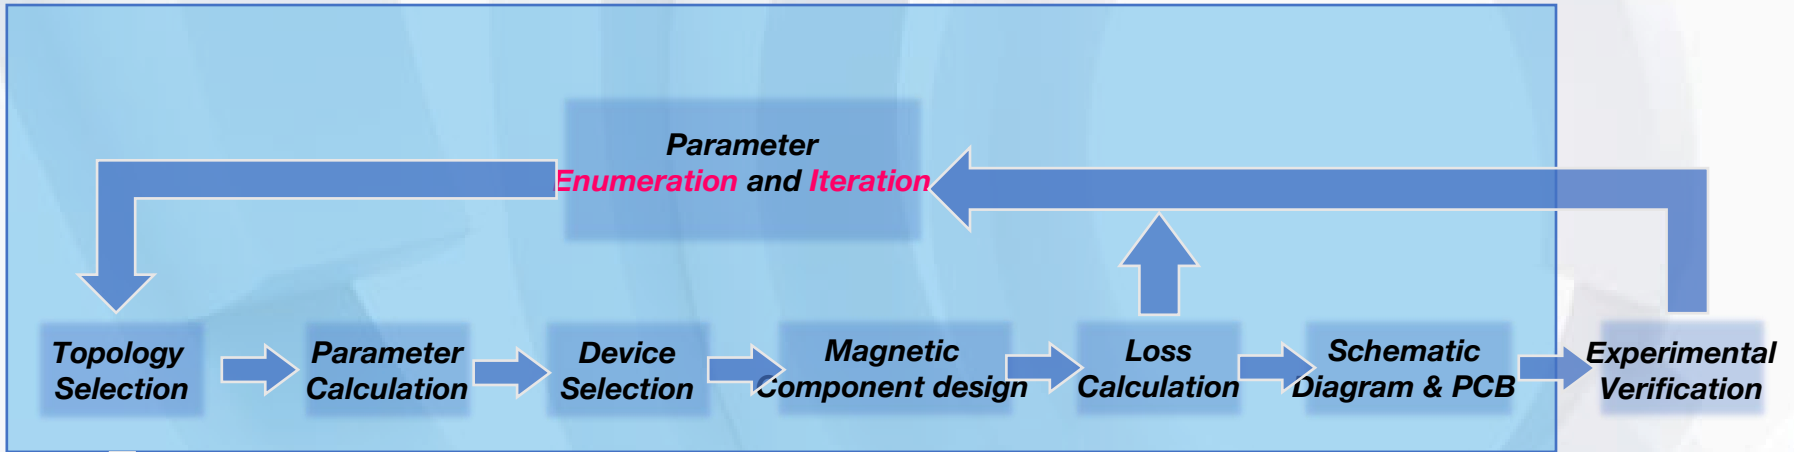 Parameter
Enumeration and Iteration
Topology
Selection
Parameter
Calculation
Device
Selection
Magnetic
Component design
Loss
Calculation
Schematic
Diagram & PCB
Experimental
Verification